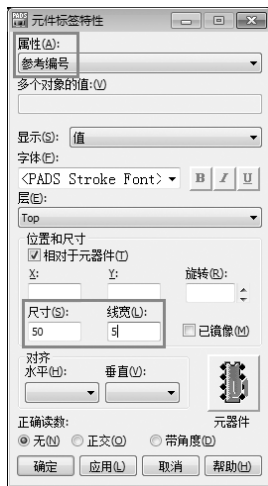 PADS 元件标签特性
属性(A):
参考编号
多个对象的值:(V)
显示(S): 值
字体(F):
<PADS Stroke Font> B I U
层(E):
Top
位置和尺寸
相对于元器件(T)
X: Y: 旋转(R):
尺寸(S): 线宽(L):
50 5 已镜像(M)
对齐
水平(H): 垂直(V):
正确读数: 元器件
无(N) 正交(O) 带角度(D)
确定 应用(L) 取消 帮助(H)